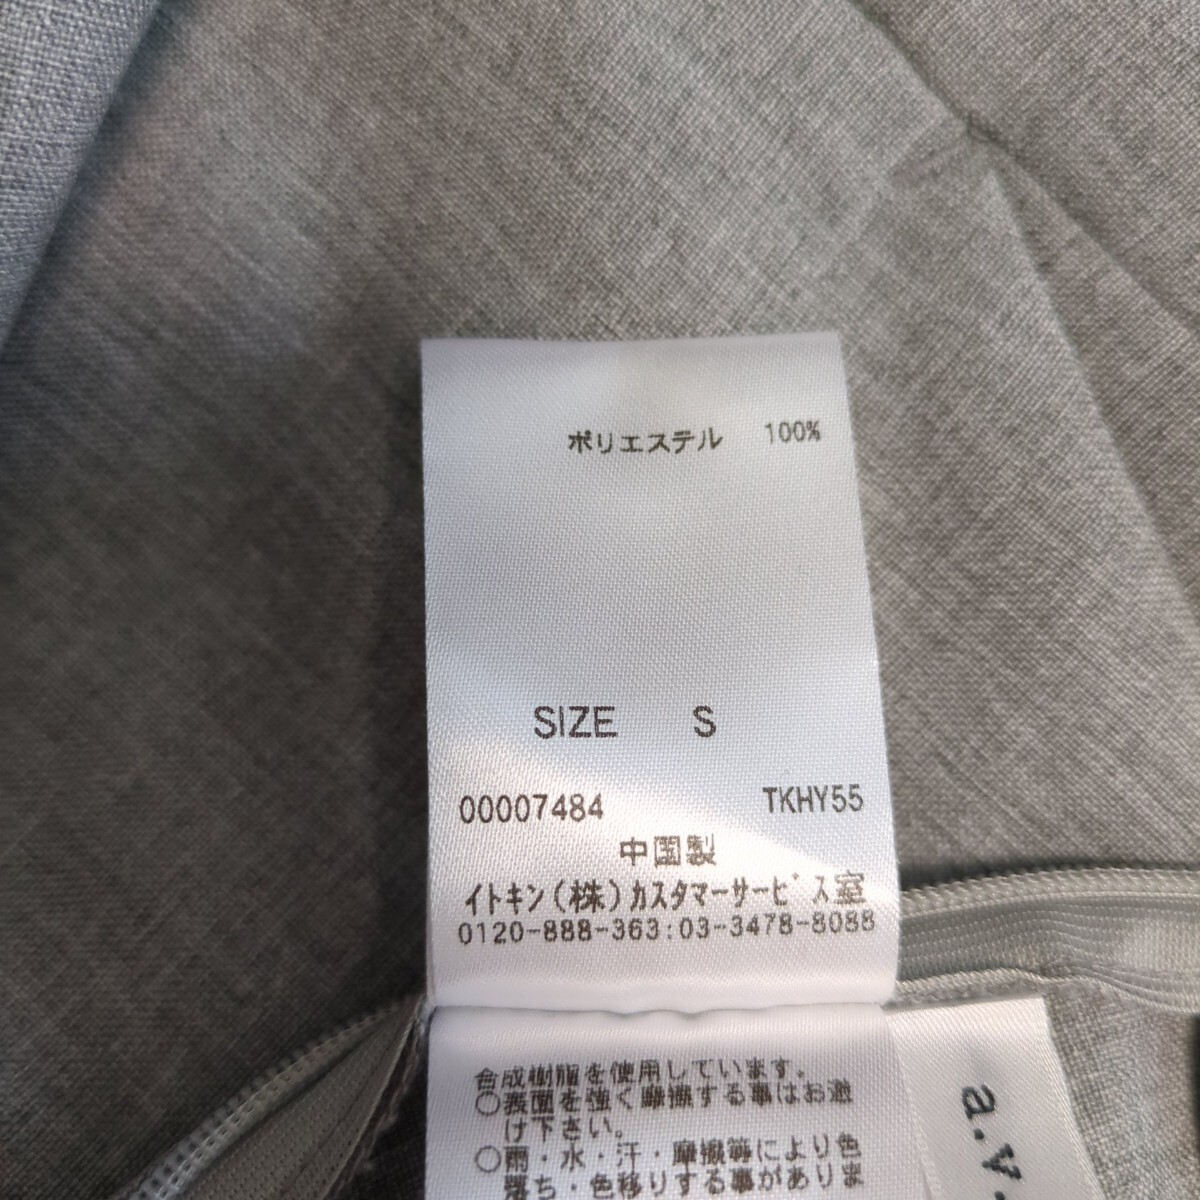 ポリエステル 100%
SIZE S
00007484 TKHY55
中国製
イトキン(株)カスタマーサービス室
0120-888-363:03-3478-8088
合成樹脂を使用しています.
○表面を強く摩擦する事はお避
け下さい。
○雨・水・汗・摩擦等により色
落ち・色移りする事がありま
a.v